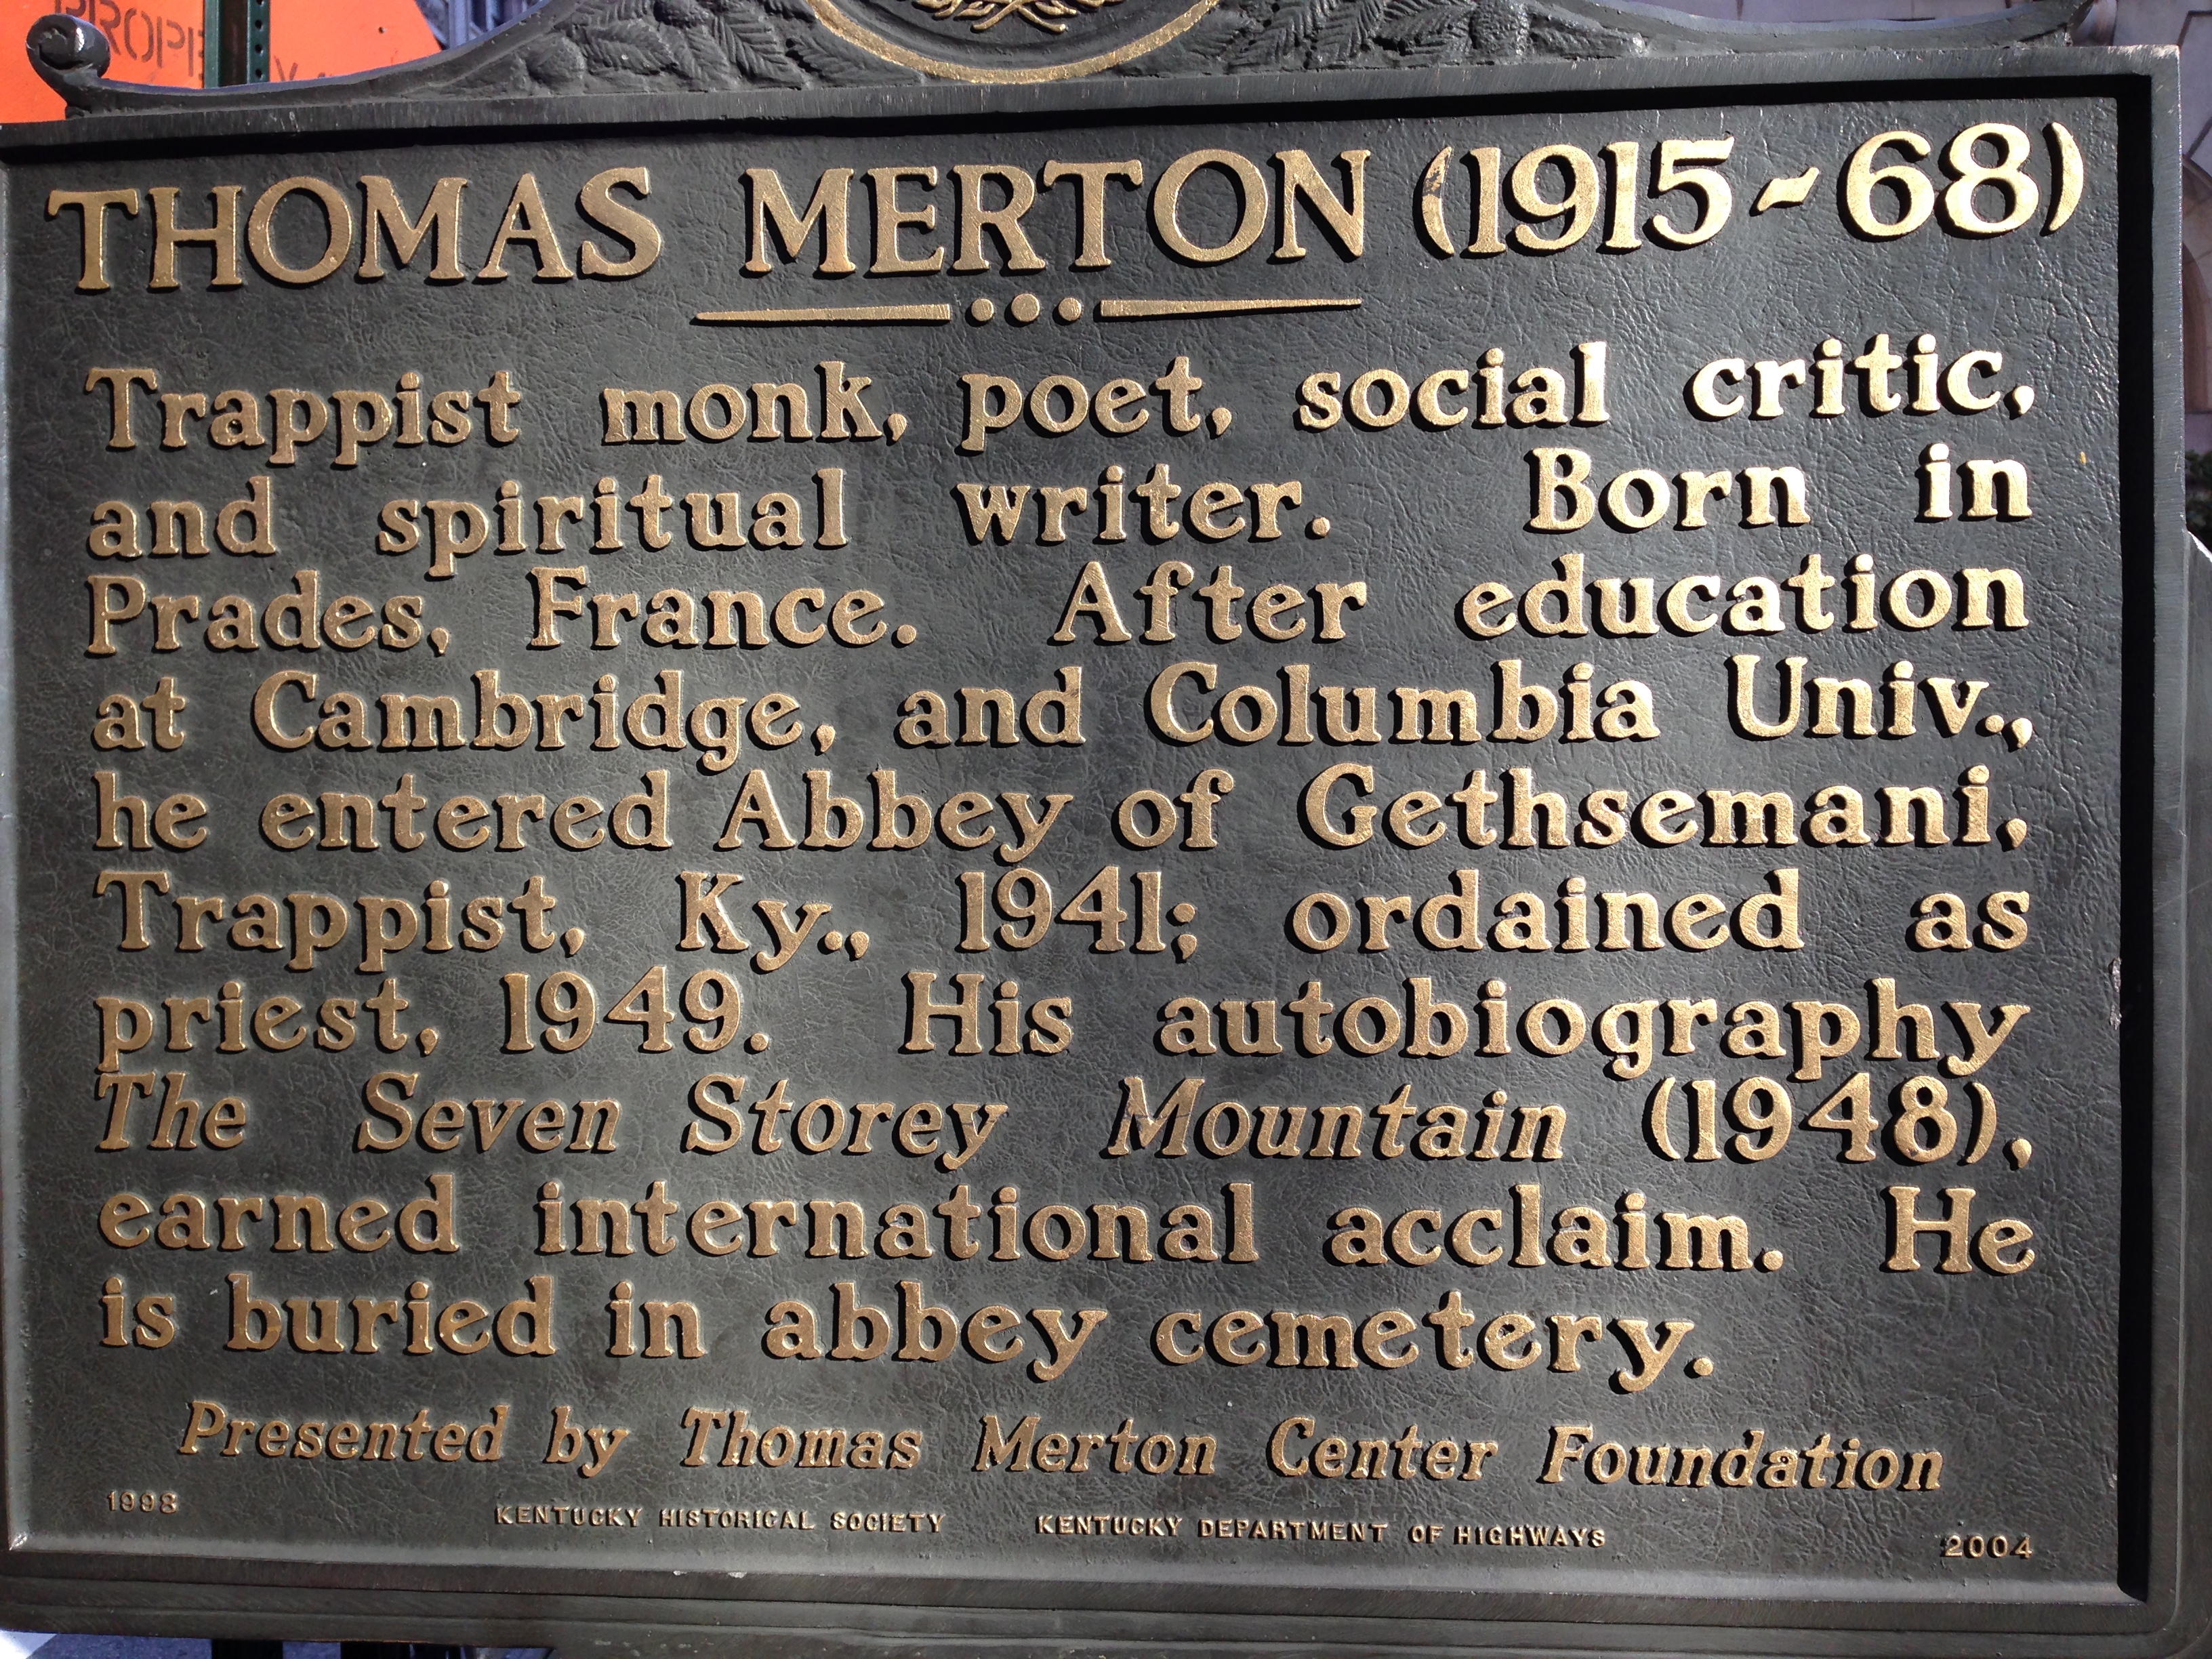 THOMAS MERTON (1915-68)
Trappist monk, poet, social critic,
and spiritual writer. Born in
Prades, France. After education
at Cambridge, and Columbia Univ.,
he entered Abbey of Gethsemani,
Trappist, Ky., 1941; ordained as
priest, 1949. His autobiography
The Seven Storey Mountain (1948),
earned international acclaim. He
is buried in abbey cemetery.
Presented by Thomas Merton Center Foundation
1998 KENTUCKY HISTORICAL SOCIETY KENTUCKY DEPARTMENT OF HIGHWAYS 2004